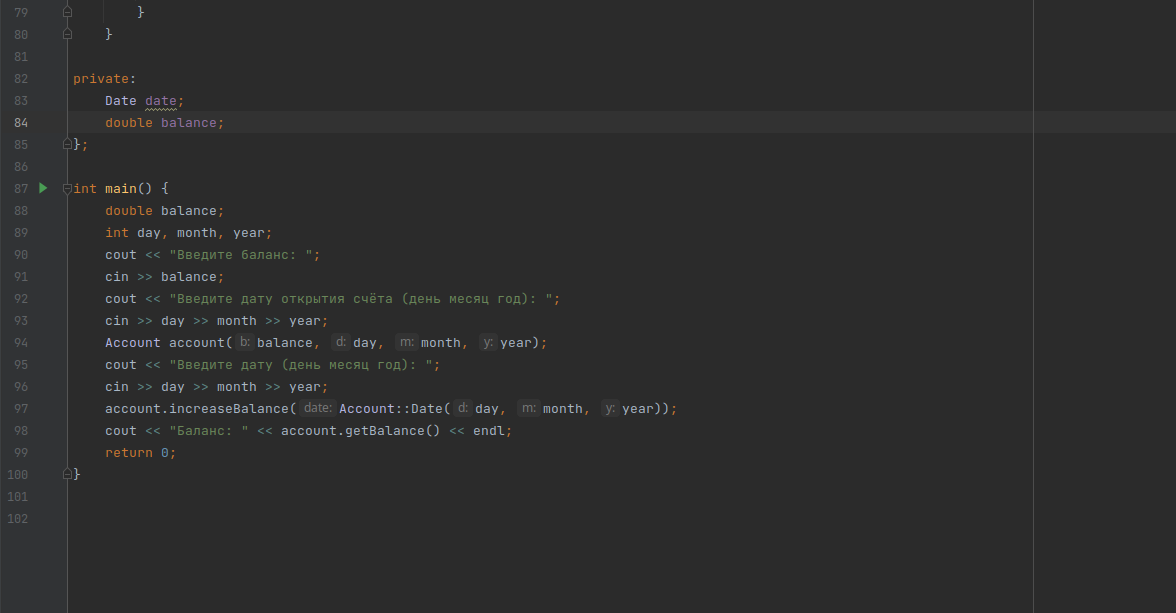 79 }
80 }
81
82 private:
83 Date date;
84 double balance;
85 };
86
87 int main() {
88 double balance;
89 int day, month, year;
90 cout << "Введите баланс: ";
91 cin >> balance;
92 cout << "Введите дату открытия счёта (день месяц год): ";
93 cin >> day >> month >> year;
94 Account account( b: balance, d: day, m: month, y: year);
95 cout << "Введите дату (день месяц год): ";
96 cin >> day >> month >> year;
97 account.increaseBalance( date: Account::Date( d: day, m: month, y: year));
98 cout << "Баланс: " << account.getBalance() << endl;
99 return 0;
100 }
101
102